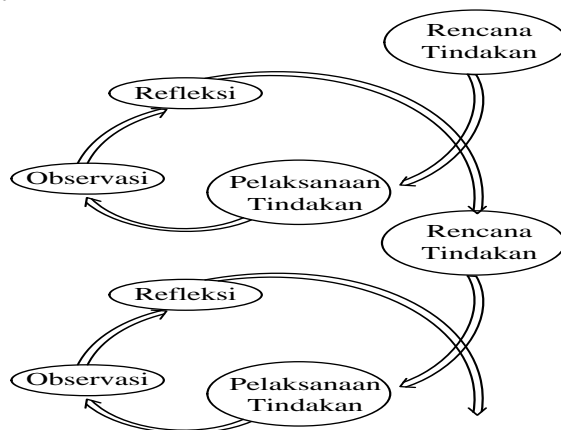 Rencana
Tindakan
Refleksi
Observasi
Pelaksanaan
Tindakan
Rencana
Tindakan
Refleksi
Observasi
Pelaksanaan
Tindakan